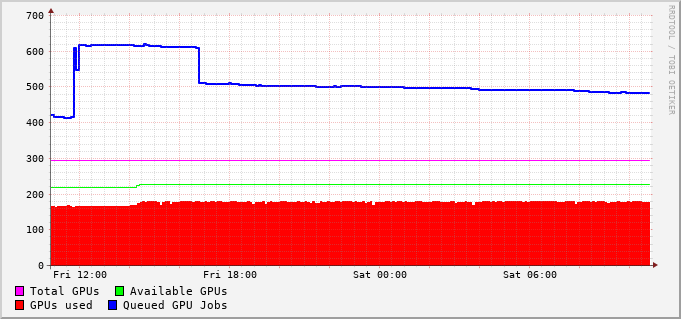 700
600
500
400
300
200
100
0
Fri 12:00 Fri 18:00 Sat 00:00 Sat 06:00
Total GPUs Available GPUs
GPUs used Queued GPU Jobs
RRDTOOL / TOBI OETIKER